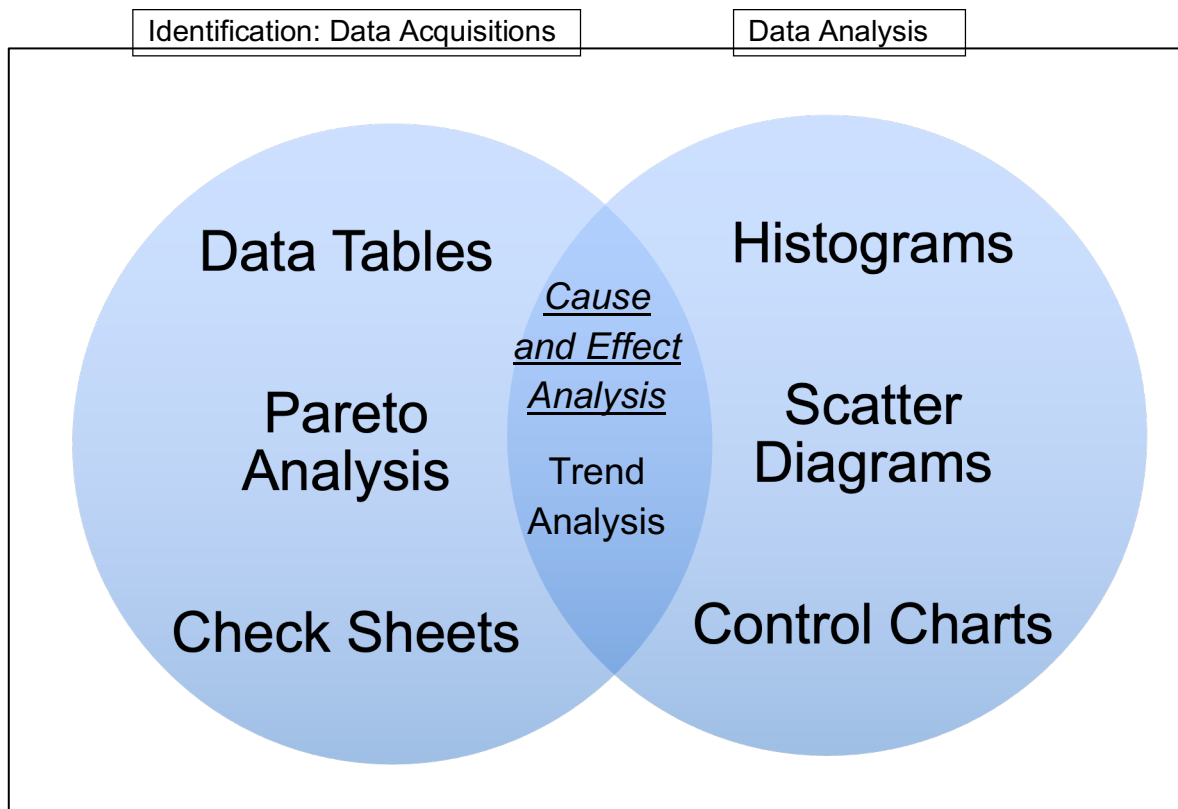 Identification: Data Acquisitions
Data Analysis
Data Tables
Pareto
Analysis
Check Sheets
Cause
and Effect
Analysis
Trend
Analysis
Histograms
Scatter
Diagrams
Control Charts